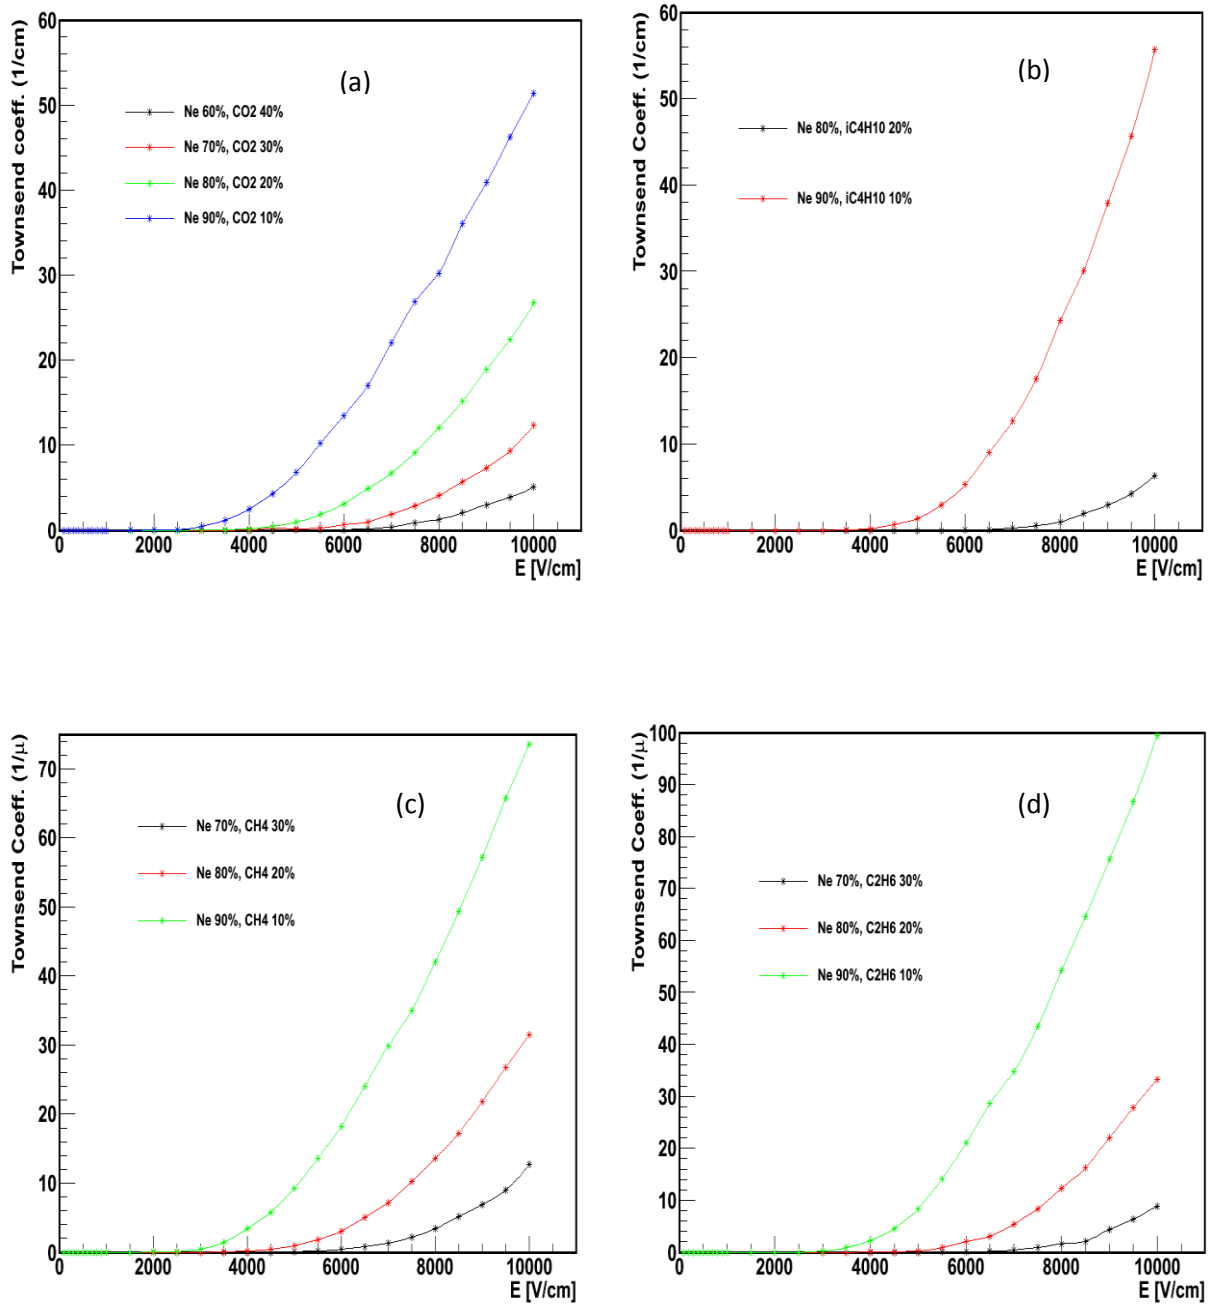 (a)
Townsend coeff. (1/cm)
60
50
40
30
20
10
0
Ne 60%, CO2 40%
Ne 70%, CO2 30%
Ne 80%, CO2 20%
Ne 90%, CO2 10%
0 2000 4000 6000 8000 10000
E [V/cm]
(b)
Townsend Coeff. (1/cm)
60
50
40
30
20
10
0
Ne 80%, iC4H10 20%
Ne 90%, iC4H10 10%
0 2000 4000 6000 8000 10000
E [V/cm]
(c)
Townsend Coeff. (1/μ)
70
60
50
40
30
20
10
0
Ne 70%, CH4 30%
Ne 80%, CH4 20%
Ne 90%, CH4 10%
0 2000 4000 6000 8000 10000
E [V/cm]
(d)
Townsend Coeff. (1/μ)
100
90
80
70
60
50
40
30
20
10
0
Ne 70%, C2H6 30%
Ne 80%, C2H6 20%
Ne 90%, C2H6 10%
0 2000 4000 6000 8000 10000
E [V/cm]